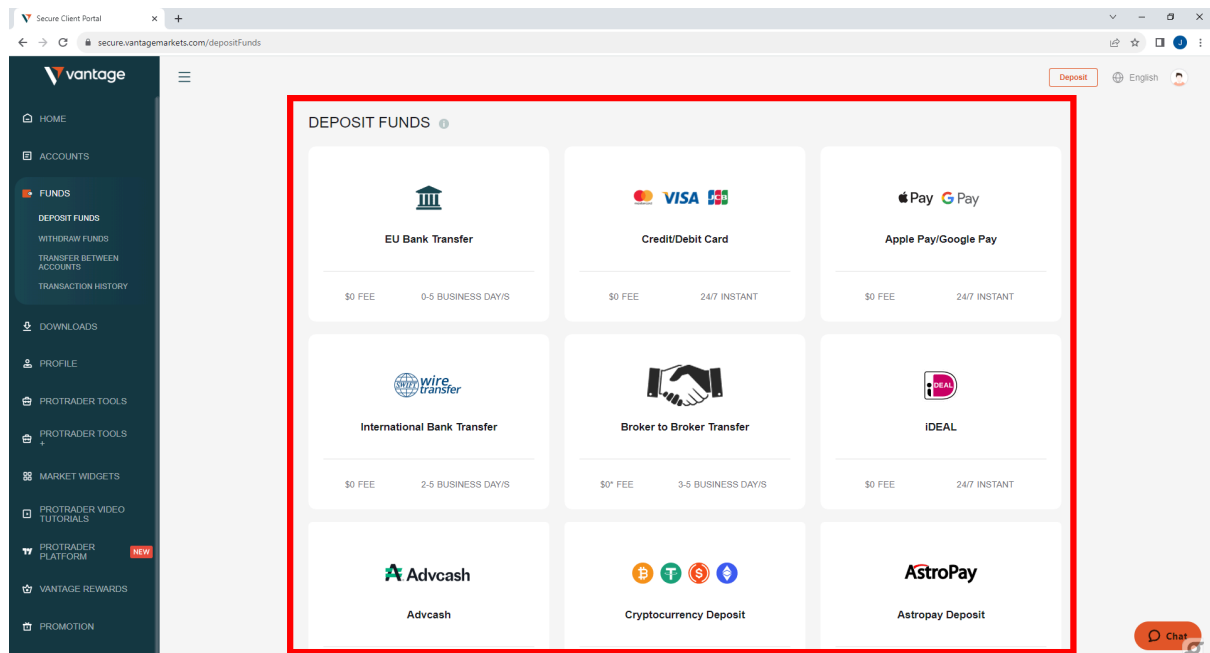 Secure Client Portal
secure.vantagemarkets.com/depositFunds
vantage
Deposit
English
HOME
ACCOUNTS
FUNDS
DEPOSIT FUNDS
WITHDRAW FUNDS
TRANSFER BETWEEN
ACCOUNTS
TRANSACTION HISTORY
DOWNLOADS
PROFILE
PROTRADER TOOLS
PROTRADER TOOLS
+
MARKET WIDGETS
PROTRADER VIDEO
TUTORIALS
PROTRADER
PLATFORM
NEW
VANTAGE REWARDS
PROMOTION
DEPOSIT FUNDS
EU Bank Transfer
$0 FEE 0-5 BUSINESS DAY/S
VISA JCB
Credit/Debit Card
$0 FEE 24/7 INSTANT
Pay G Pay
Apple Pay/Google Pay
$0 FEE 24/7 INSTANT
SWIFT wire
transfer
International Bank Transfer
$0 FEE 2-5 BUSINESS DAY/S
Broker to Broker Transfer
$0* FEE 3-5 BUSINESS DAY/S
iDEAL
iDEAL
$0 FEE 24/7 INSTANT
Advcash
Advcash
Cryptocurrency Deposit
AstroPay
Astropay Deposit
Chat